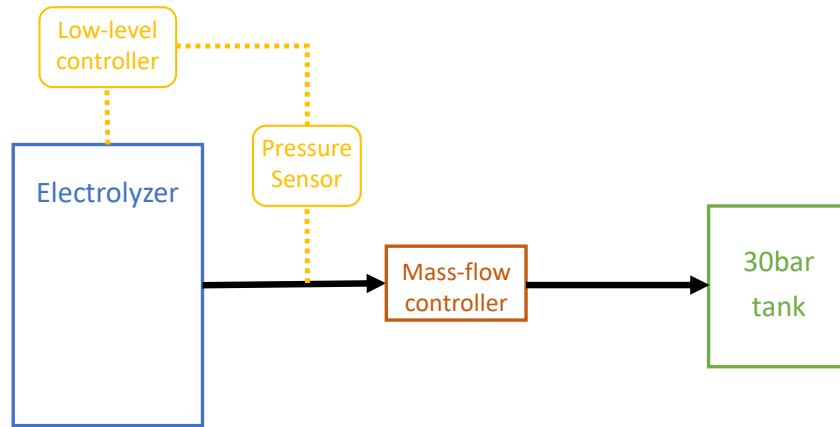 Low-level
controller
Pressure
Sensor
Electrolyzer
Mass-flow
controller
30bar
tank